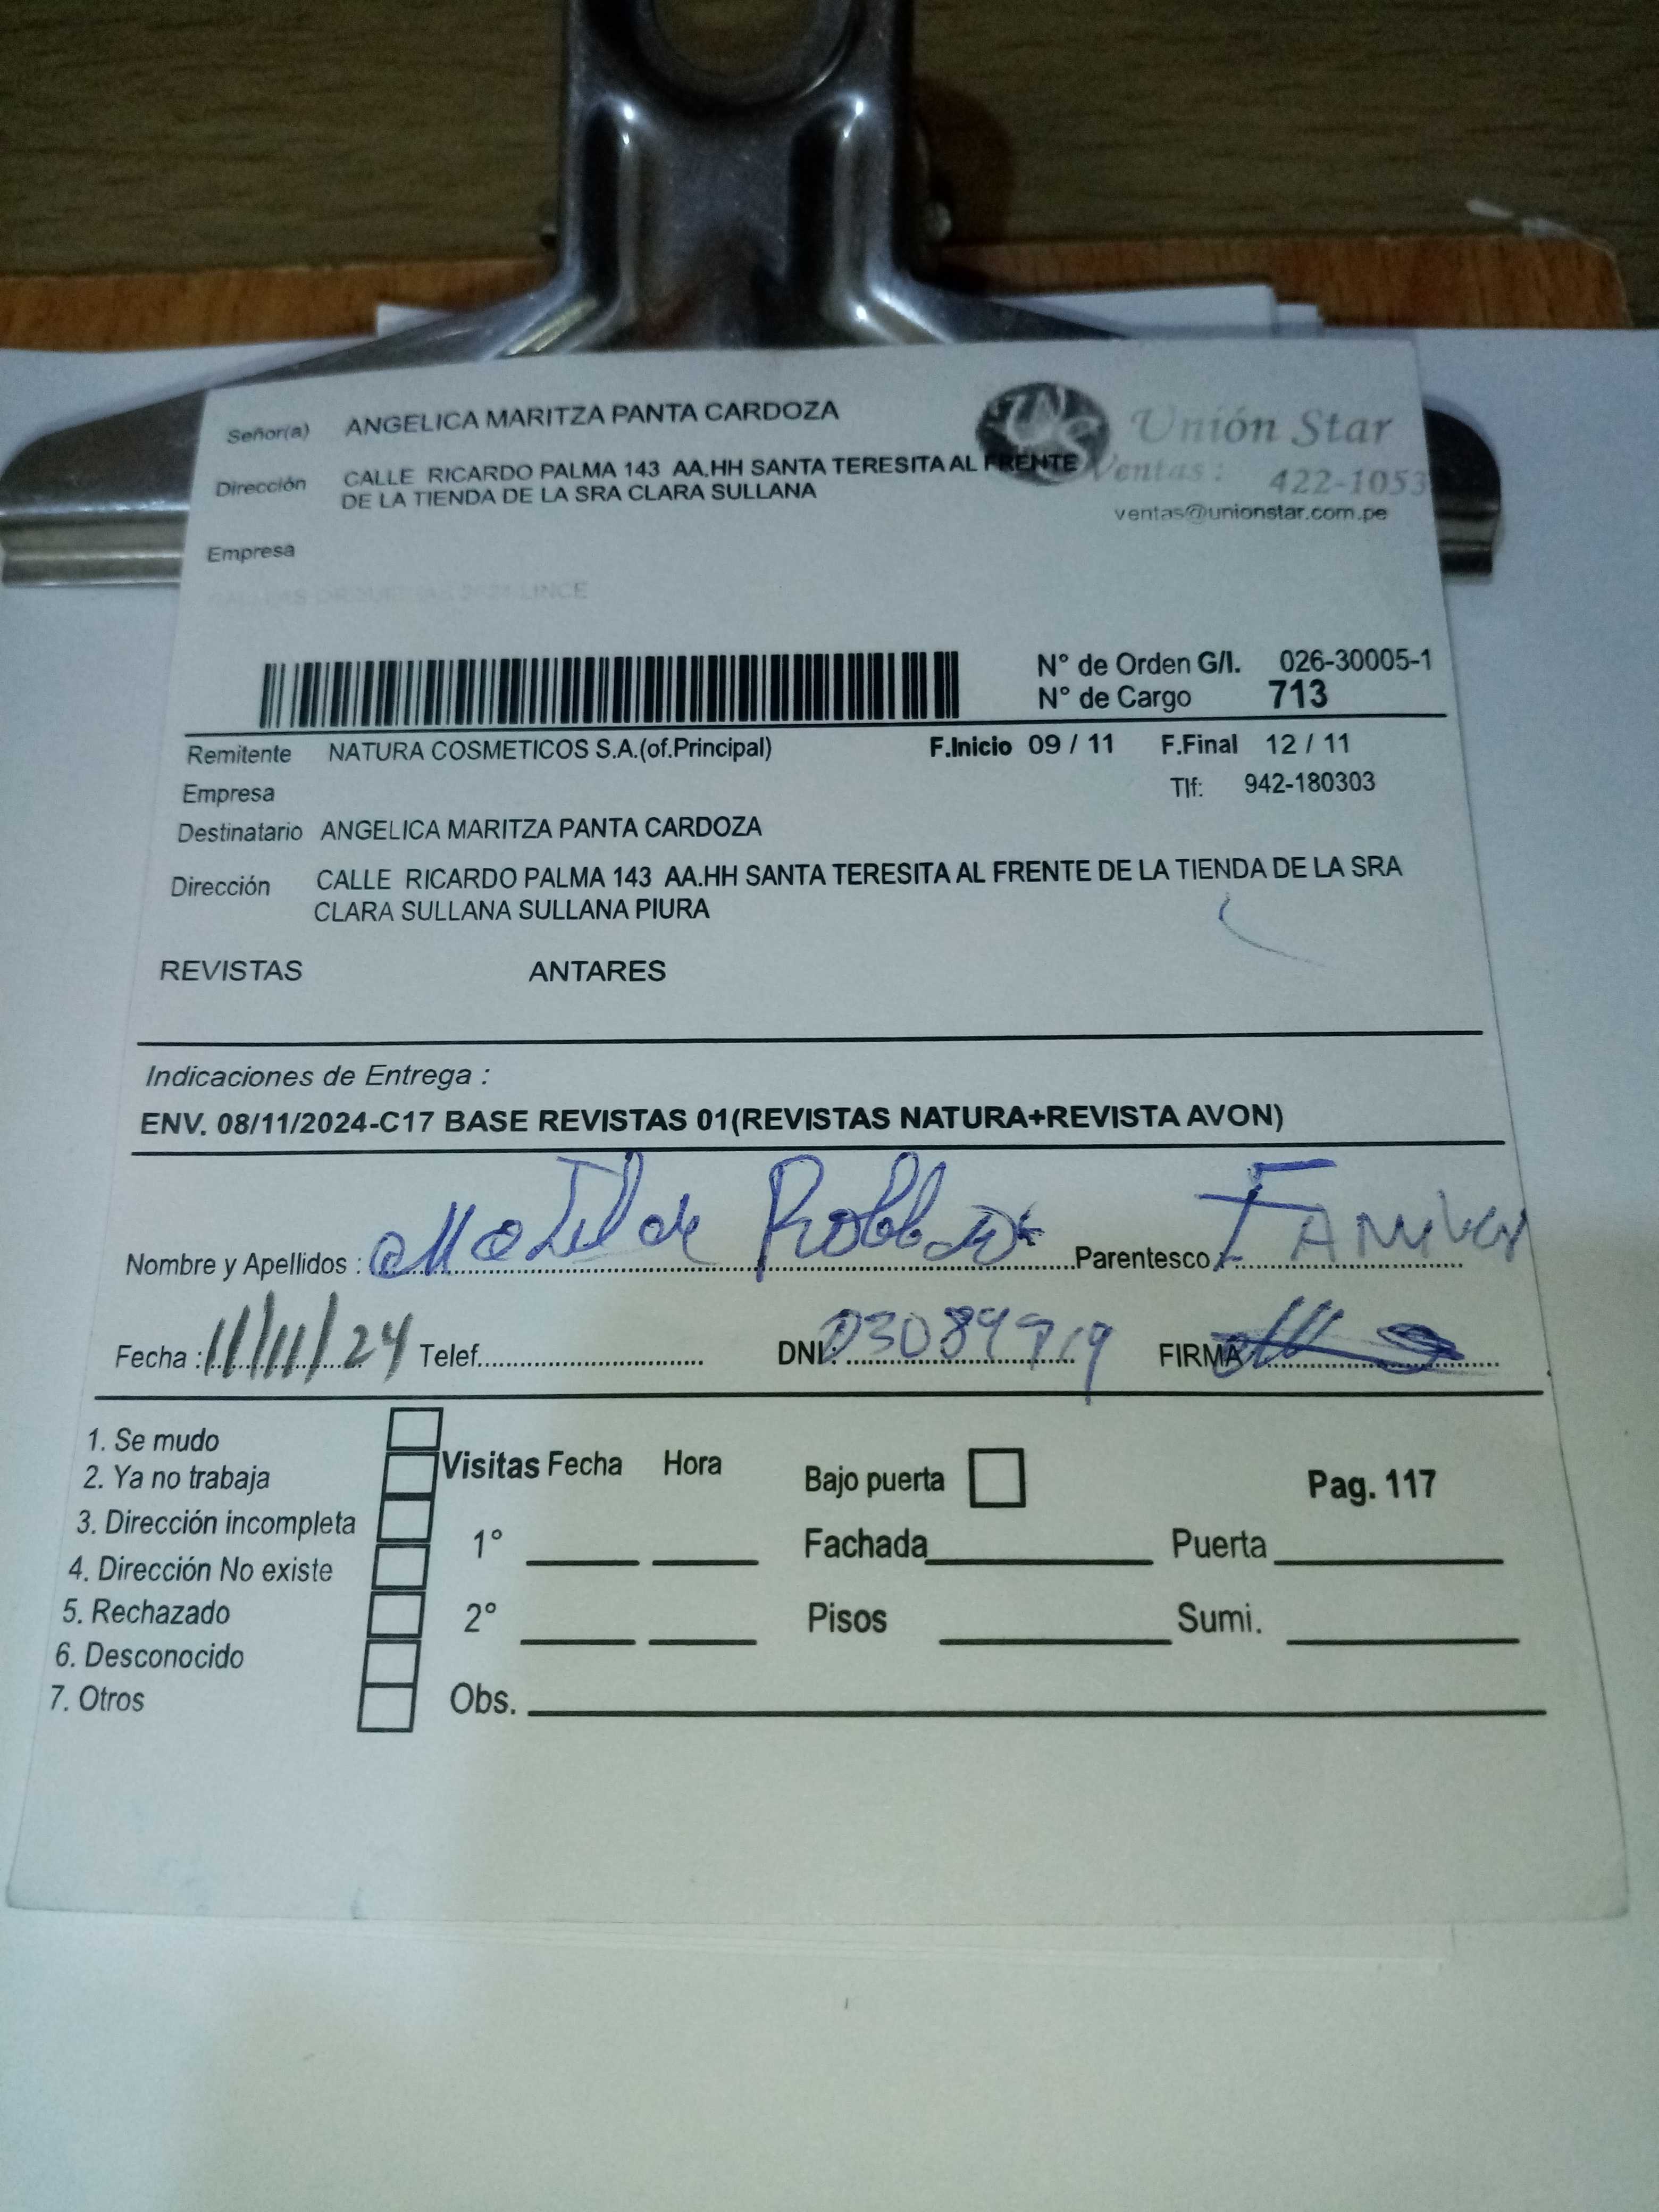 Señor(a) ANGELICA MARITZA PANTA CARDOZA
Unión Star
Dirección CALLE RICARDO PALMA 143 AA.HH SANTA TERESITA AL FRENTE
DE LA TIENDA DE LA SRA CLARA SULLANA
Ventas : 422-1053
ventas@unionstar.com.pe
Empresa
LINCE
N° de Orden G/I. 026-30005-1
N° de Cargo 713
Remitente NATURA COSMETICOS S.A.(of.Principal) F.Inicio 09 / 11 F.Final 12 / 11
Empresa Tlf: 942-180303
Destinatario ANGELICA MARITZA PANTA CARDOZA
Dirección CALLE RICARDO PALMA 143 AA.HH SANTA TERESITA AL FRENTE DE LA TIENDA DE LA SRA
CLARA SULLANA SULLANA PIURA
REVISTAS ANTARES
Indicaciones de Entrega :
ENV. 08/11/2024-C17 BASE REVISTAS 01(REVISTAS NATURA+REVISTA AVON)
Nombre y Apellidos : Matilde Parentesco :
Fecha : 11/11/24 Telef. DNI: FIRMA
1. Se mudo
2. Ya no trabaja
3. Dirección incompleta
4. Dirección No existe
5. Rechazado
6. Desconocido
7. Otros
Visitas Fecha Hora
1°
2°
Obs.
Bajo puerta Pag. 117
Fachada Puerta
Pisos Sumi.